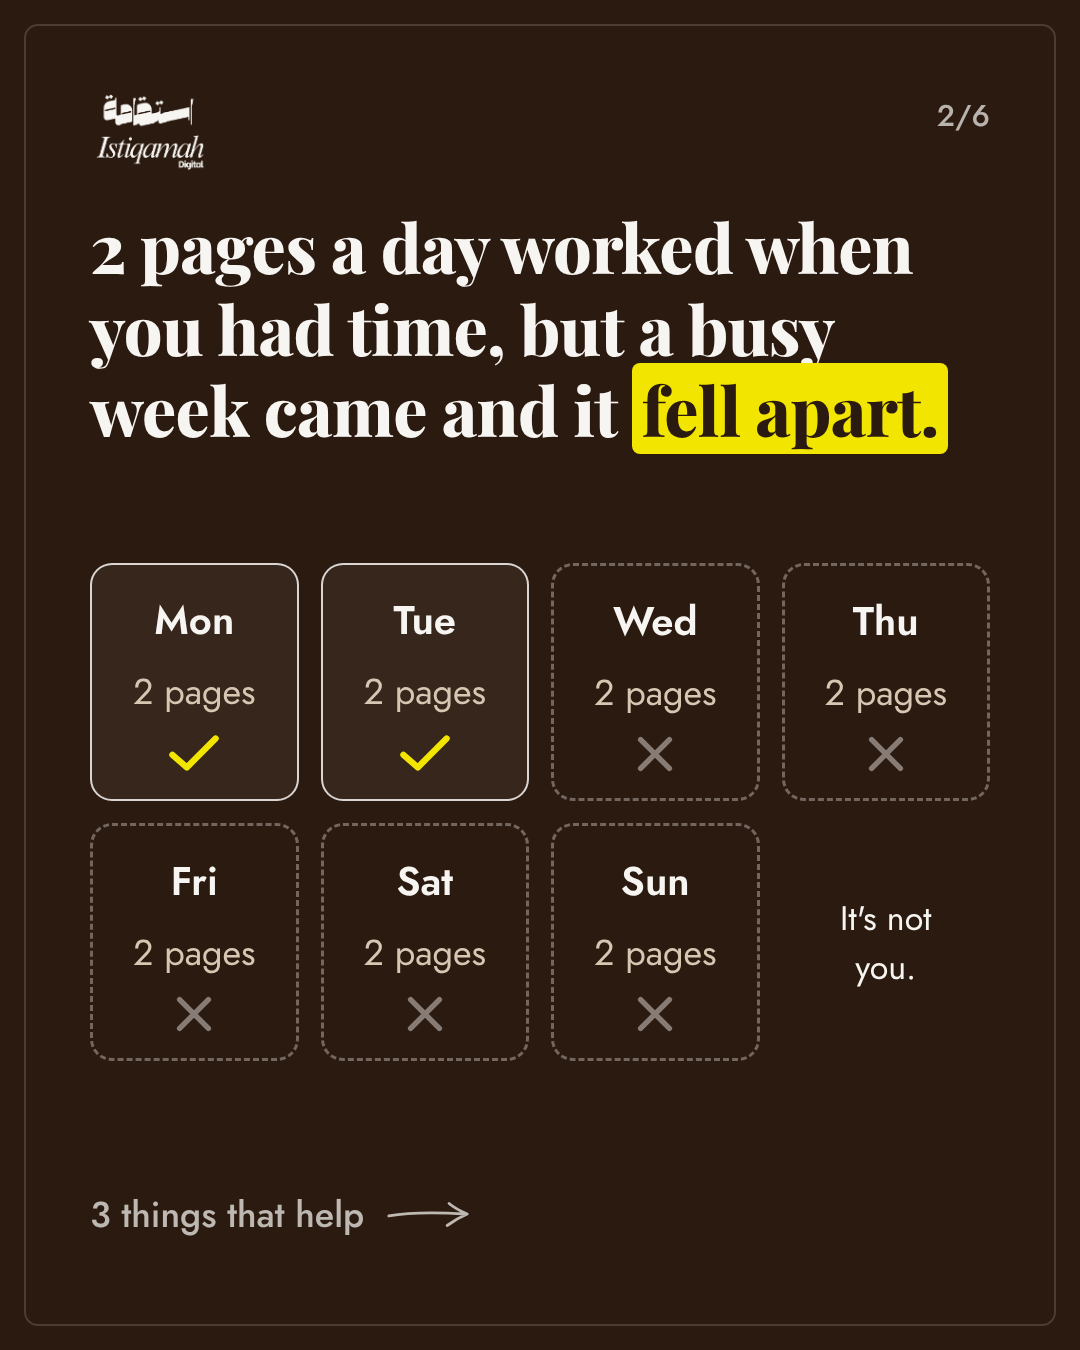 استقامة
Istiqamah
Digital
2/6
2 pages a day worked when
you had time, but a busy
week came and it fell apart.
Mon
2 pages
Tue
2 pages
Wed
2 pages
Thu
2 pages
Fri
2 pages
Sat
2 pages
Sun
2 pages
It's not
you.
3 things that help